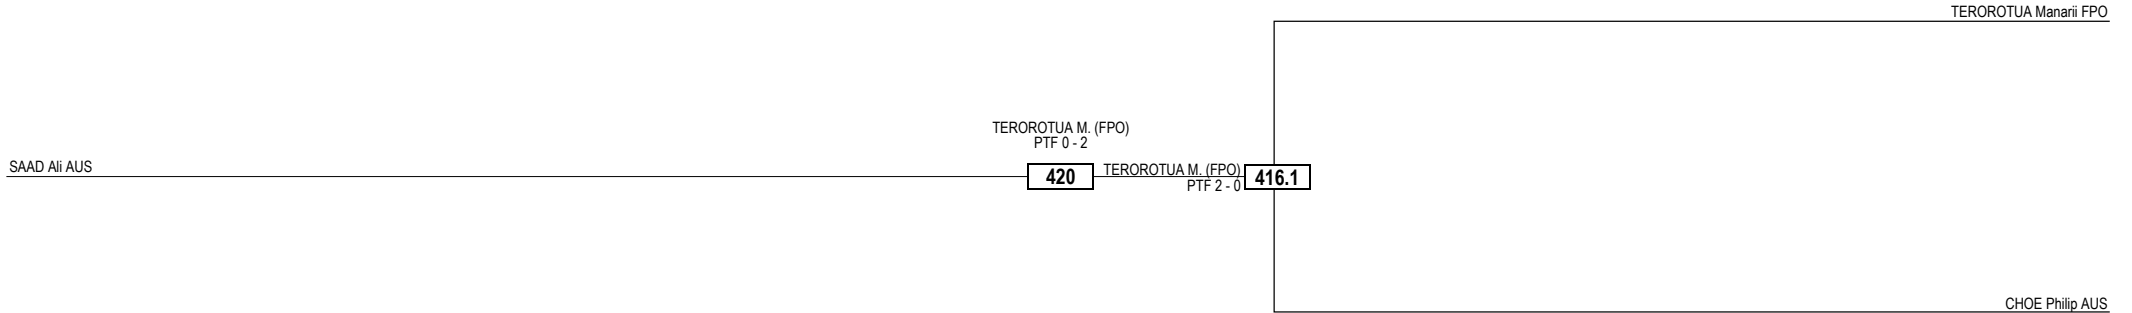 TEROROTUA Manarii FPO
TEROROTUA M. (FPO)
PTF 0 - 2
SAAD Ali AUS
420
TEROROTUA M. (FPO)
PTF 2 - 0
416.1
CHOE Philip AUS